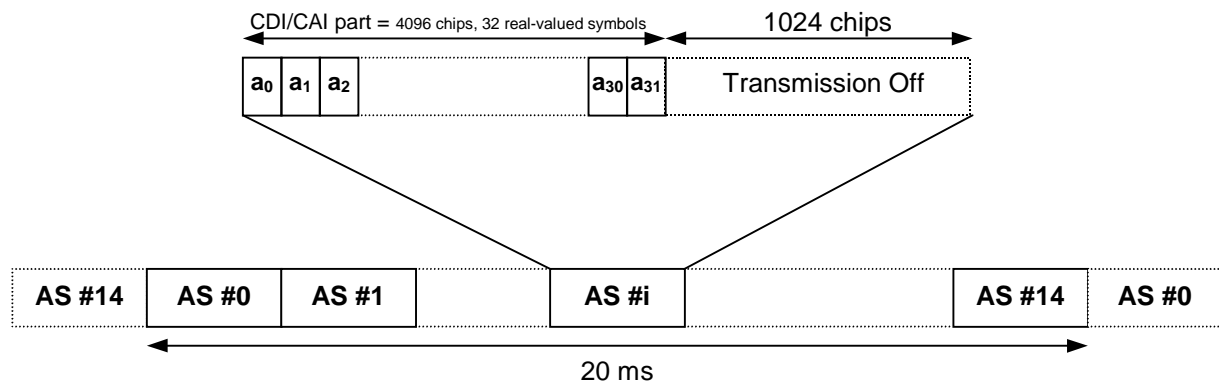 CDI/CAI part = 4096 chips, 32 real-valued symbols
1024 chips
a0 a1 a2 a30 a31 Transmission Off
AS #14 AS #0 AS #1 AS #i AS #14 AS #0
20 ms